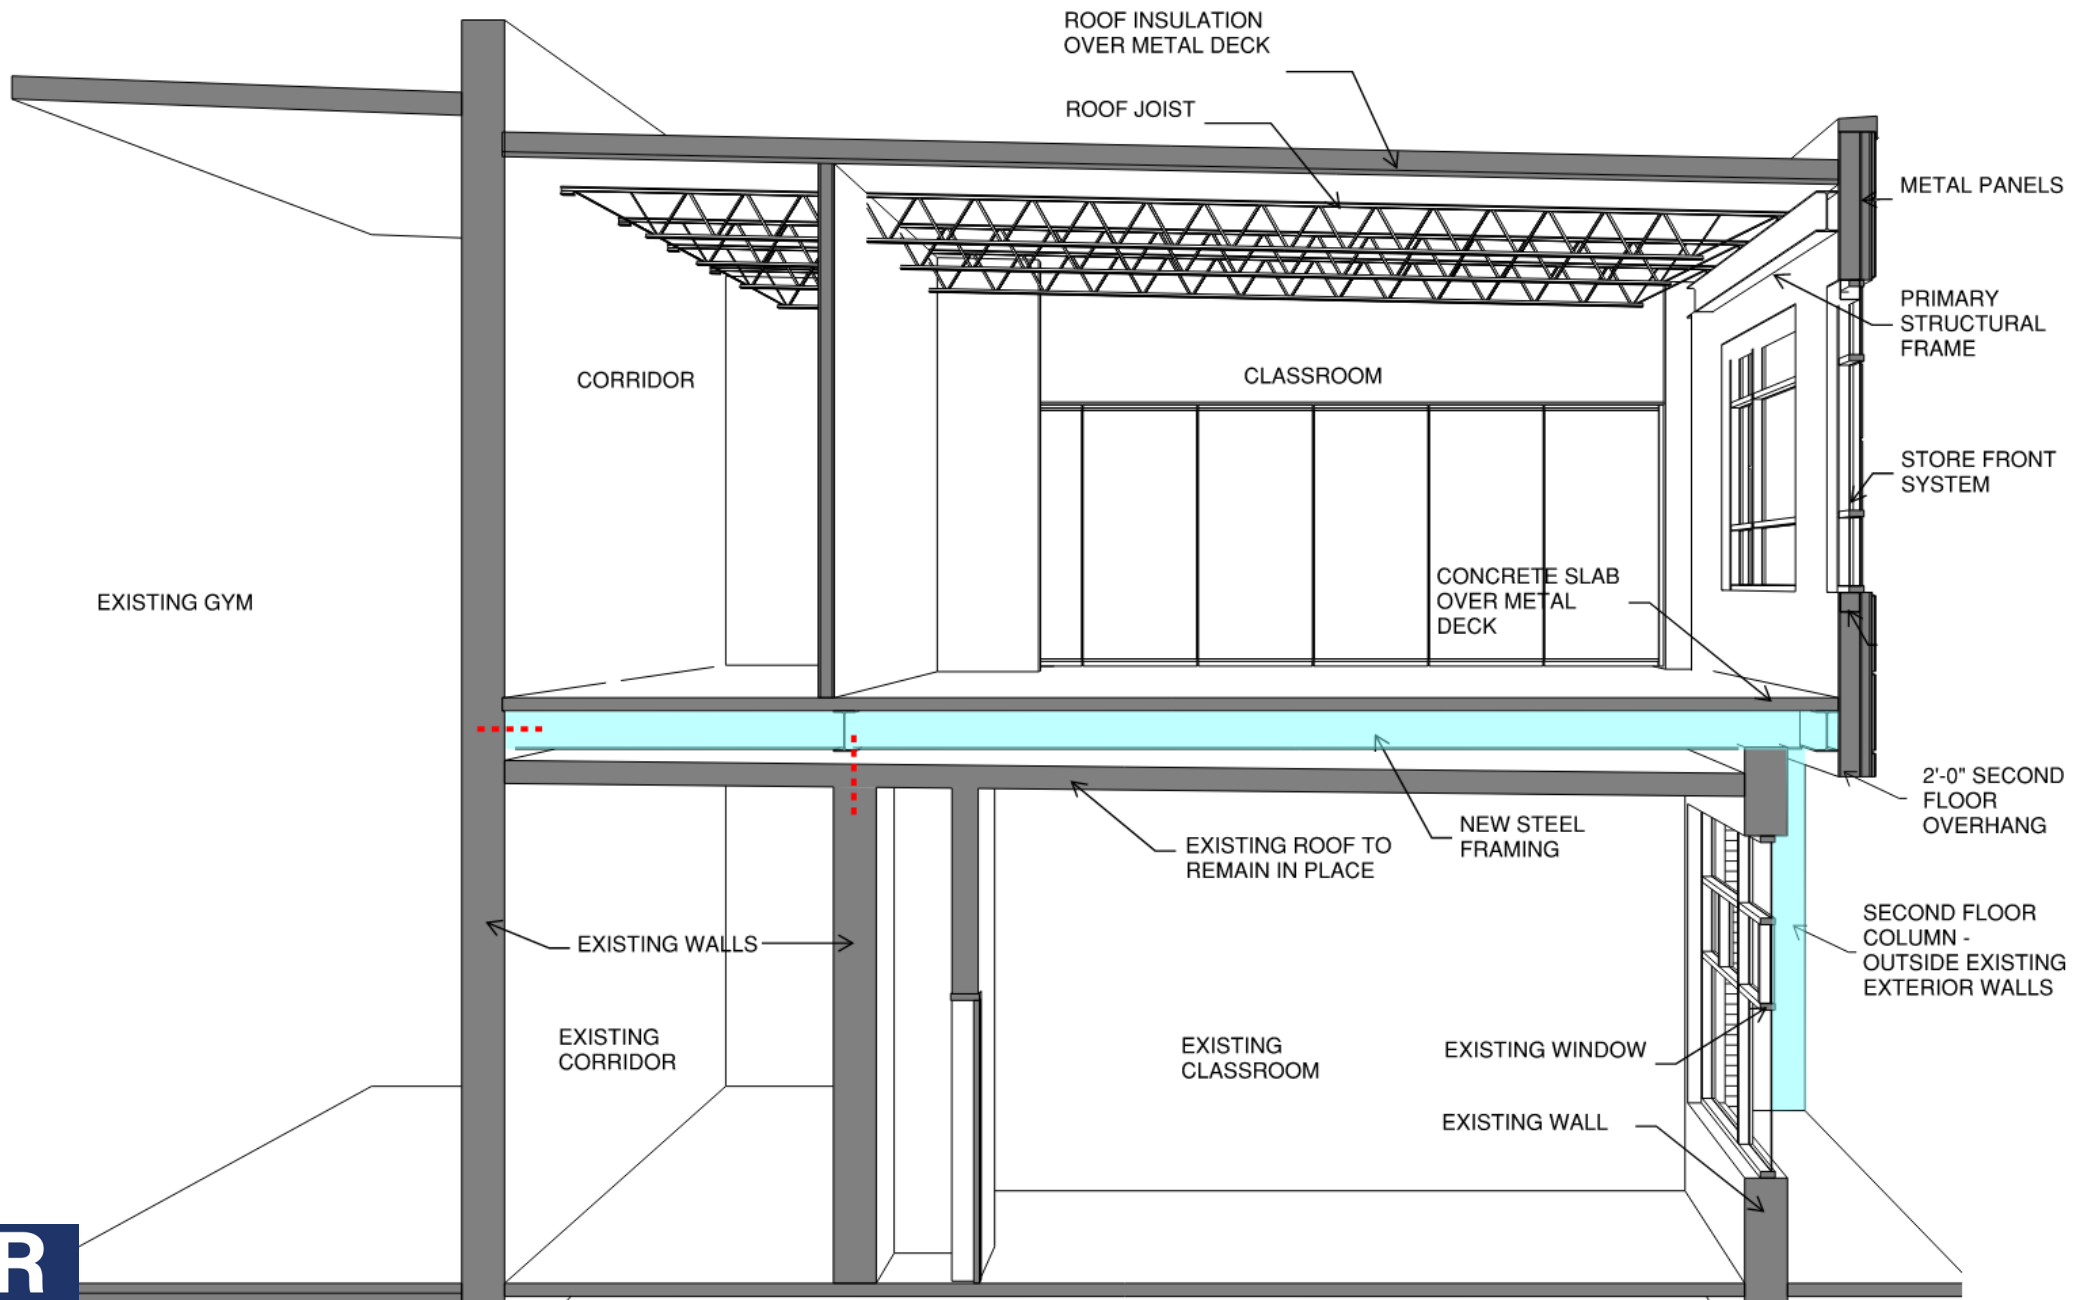 ROOF INSULATION
OVER METAL DECK
ROOF JOIST
METAL PANELS
PRIMARY
STRUCTURAL
FRAME
CORRIDOR
CLASSROOM
STORE FRONT
SYSTEM
CONCRETE SLAB
OVER METAL
DECK
EXISTING GYM
2'-0" SECOND
FLOOR
OVERHANG
NEW STEEL
FRAMING
EXISTING ROOF TO
REMAIN IN PLACE
SECOND FLOOR
COLUMN -
OUTSIDE EXISTING
EXTERIOR WALLS
EXISTING WALLS
EXISTING
CORRIDOR
EXISTING
CLASSROOM
EXISTING WINDOW
EXISTING WALL
R